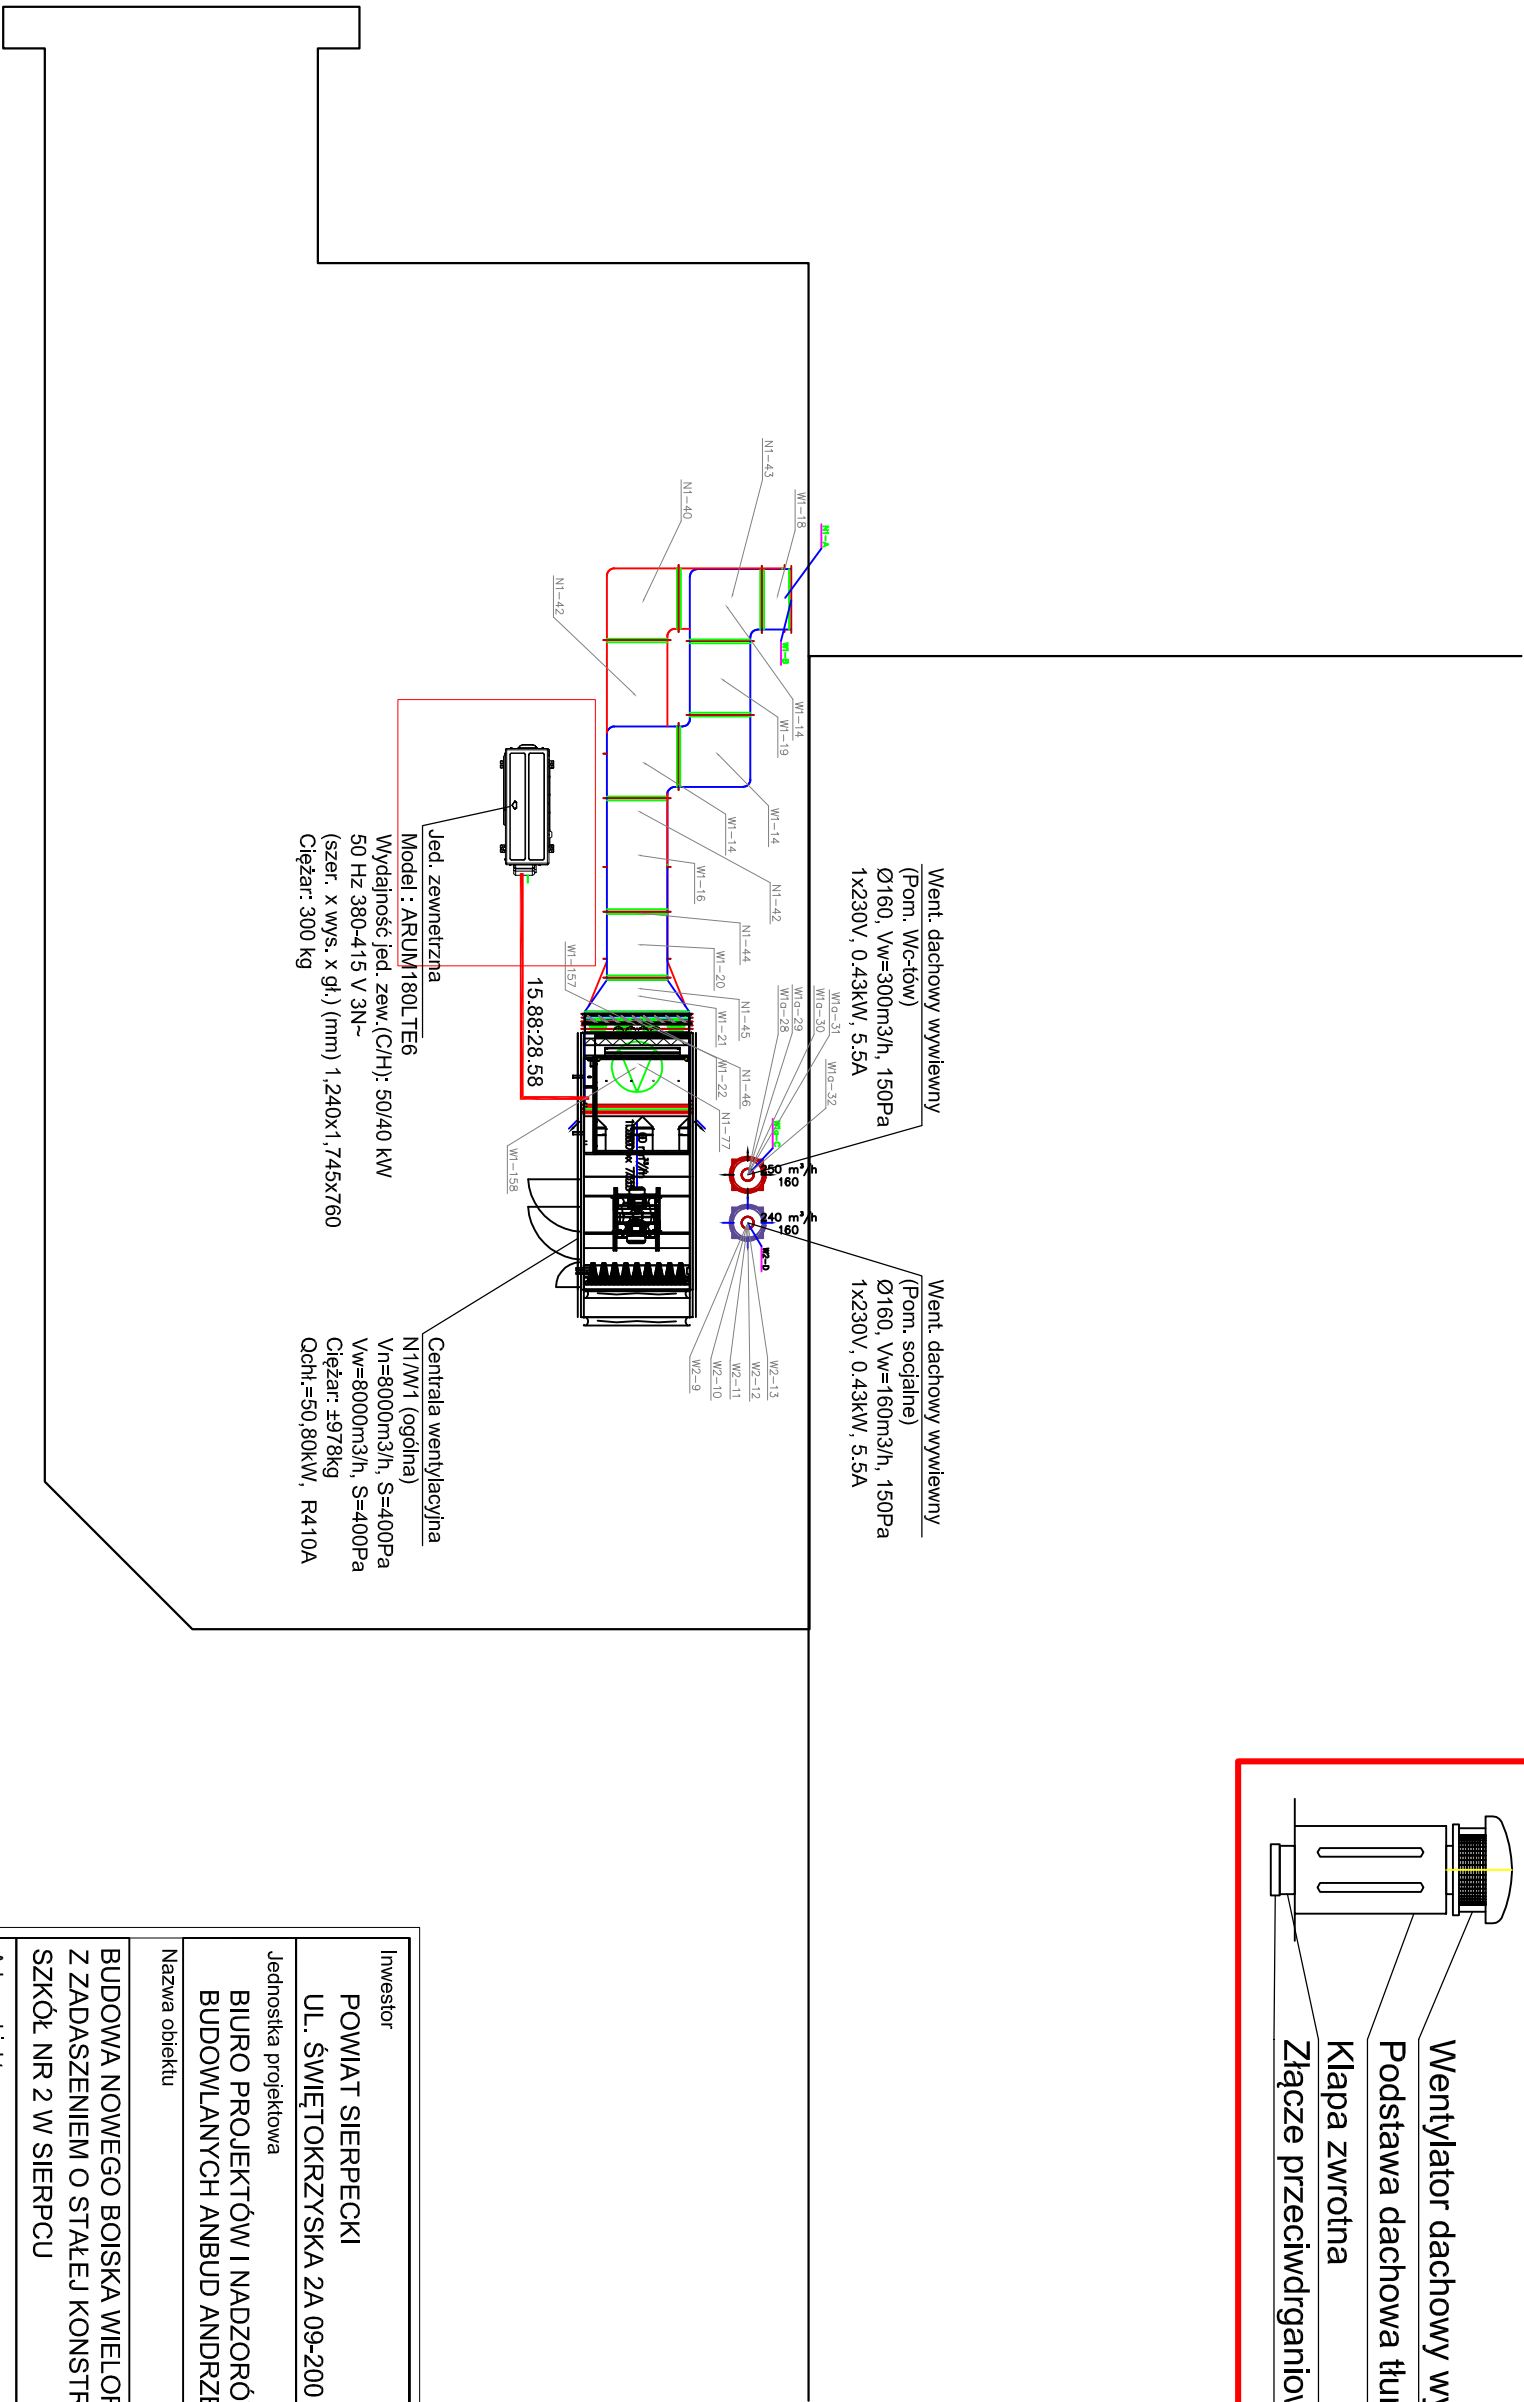 Went. dachowy wywiewny
(Pom. Wc-tów)
Ø160, Vw=300m3/h, 150Pa
1x230V, 0.43kW, 5.5A
Went. dachowy wywiewny
(Pom. socjalne)
Ø160, Vw=160m3/h, 150Pa
1x230V, 0.43kW, 5.5A
N1-A
W1-18
N1-43
N1-40
N1-42
W1-B
W1-14
W1-19
W1-14
W1-14
W1-16
N1-42
N1-44
W1-20
W1-157
N1-45
W1-21
W1-22
N1-46
N1-77
W1-158
W1a-31
W1a-30
W1a-29
W1a-28
W1a-32
W1a-C
250 m³/h
160
240 m³/h
160
W2-D
W2-13
W2-12
W2-11
W2-10
W2-9
15.88:28.58
Jed. zewnetrzna
Model : ARUM180LTE6
Wydajność jed. zew.(C/H): 50/40 kW
50 Hz 380-415 V 3N~
(szer. x wys. x gł.) (mm) 1,240x1,745x760
Ciężar: 300 kg
Centrala wentylacyjna
N1/W1 (ogólna)
Vn=8000m3/h, S=400Pa
Vw=8000m3/h, S=400Pa
Ciężar: ±978kg
Qchł.=50,80kW, R410A
Wentylator dachowy
Podstawa dachowa
Klapa zwrotna
Złącze
Inwestor
POWIAT SIERPECKI
UL. ŚWIĘTOKRZYSKA 2A 09-200
Jednostka projektowa
BIURO PROJEKTÓW I
BUDOWLANYCH ANBUD
Nazwa obiektu
BUDOWA NOWEGO BOISKA
Z ZADASZENIEM O STAŁEJ
SZKÓŁ NR 2 W SIERPCU